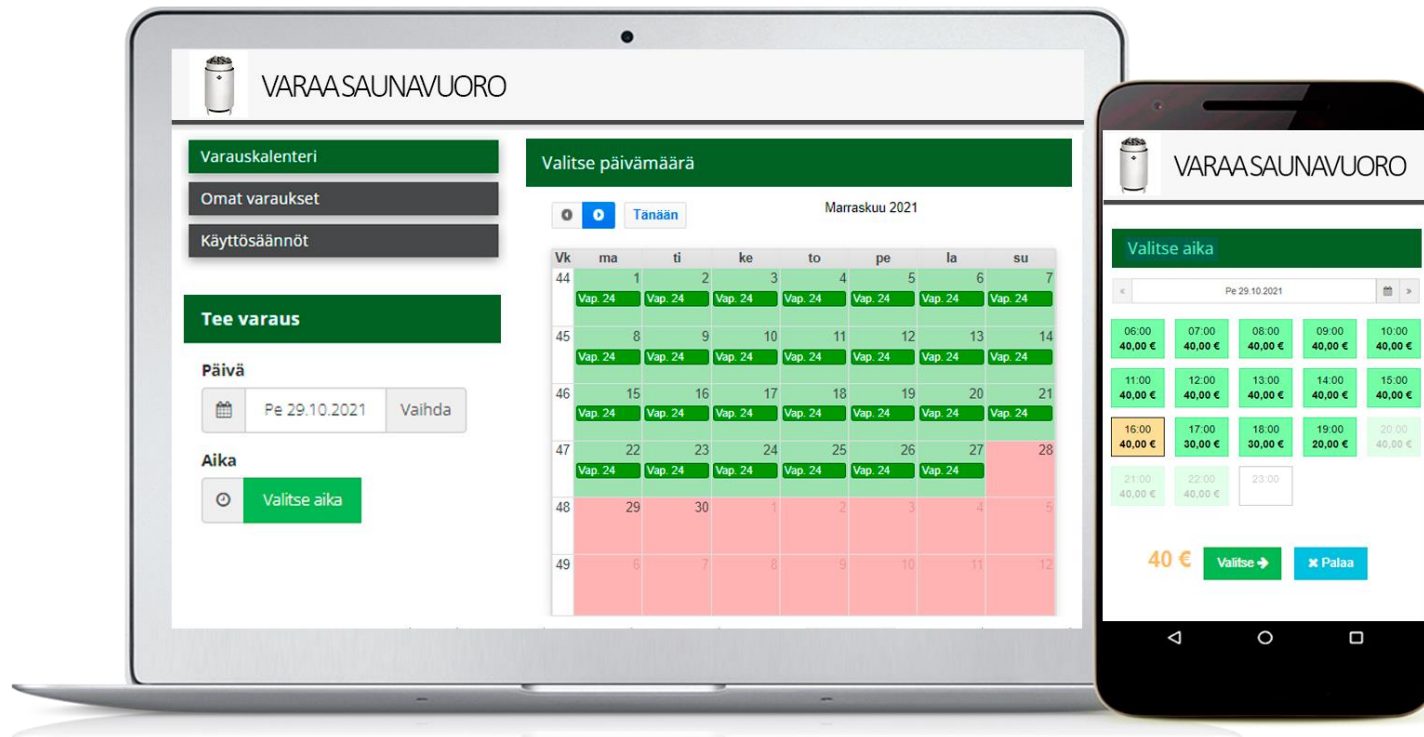 VARAA SAUNAVUORO
Varauskalenteri
Omat varaukset
Käyttösäännöt
Tee varaus
Päivä
Pe 29.10.2021 Vaihda
Aika
Valitse aika
Valitse päivämäärä
Tänään
Marraskuu 2021
Vk ma ti ke to pe la su
44 1 2 3 4 5 6 7
Vap. 24 Vap. 24 Vap. 24 Vap. 24 Vap. 24 Vap. 24 Vap. 24
45 8 9 10 11 12 13 14
Vap. 24 Vap. 24 Vap. 24 Vap. 24 Vap. 24 Vap. 24 Vap. 24
46 15 16 17 18 19 20 21
Vap. 24 Vap. 24 Vap. 24 Vap. 24 Vap. 24 Vap. 24 Vap. 24
47 22 23 24 25 26 27 28
Vap. 24 Vap. 24 Vap. 24 Vap. 24 Vap. 24 Vap. 24
48 29 30 1 2 3 4 5
49 6 7 8 9 10 11 12
VARAA SAUNAVUORO
Valitse aika
« Pe 29.10.2021 »
06:00 07:00 08:00 09:00 10:00
40,00 € 40,00 € 40,00 € 40,00 € 40,00 €
11:00 12:00 13:00 14:00 15:00
40,00 € 40,00 € 40,00 € 40,00 € 40,00 €
16:00 17:00 18:00 19:00 20:00
40,00 € 30,00 € 30,00 € 20,00 € 40,00 €
21:00 22:00 23:00
40,00 € 40,00 €
40 € Valitse Palaa